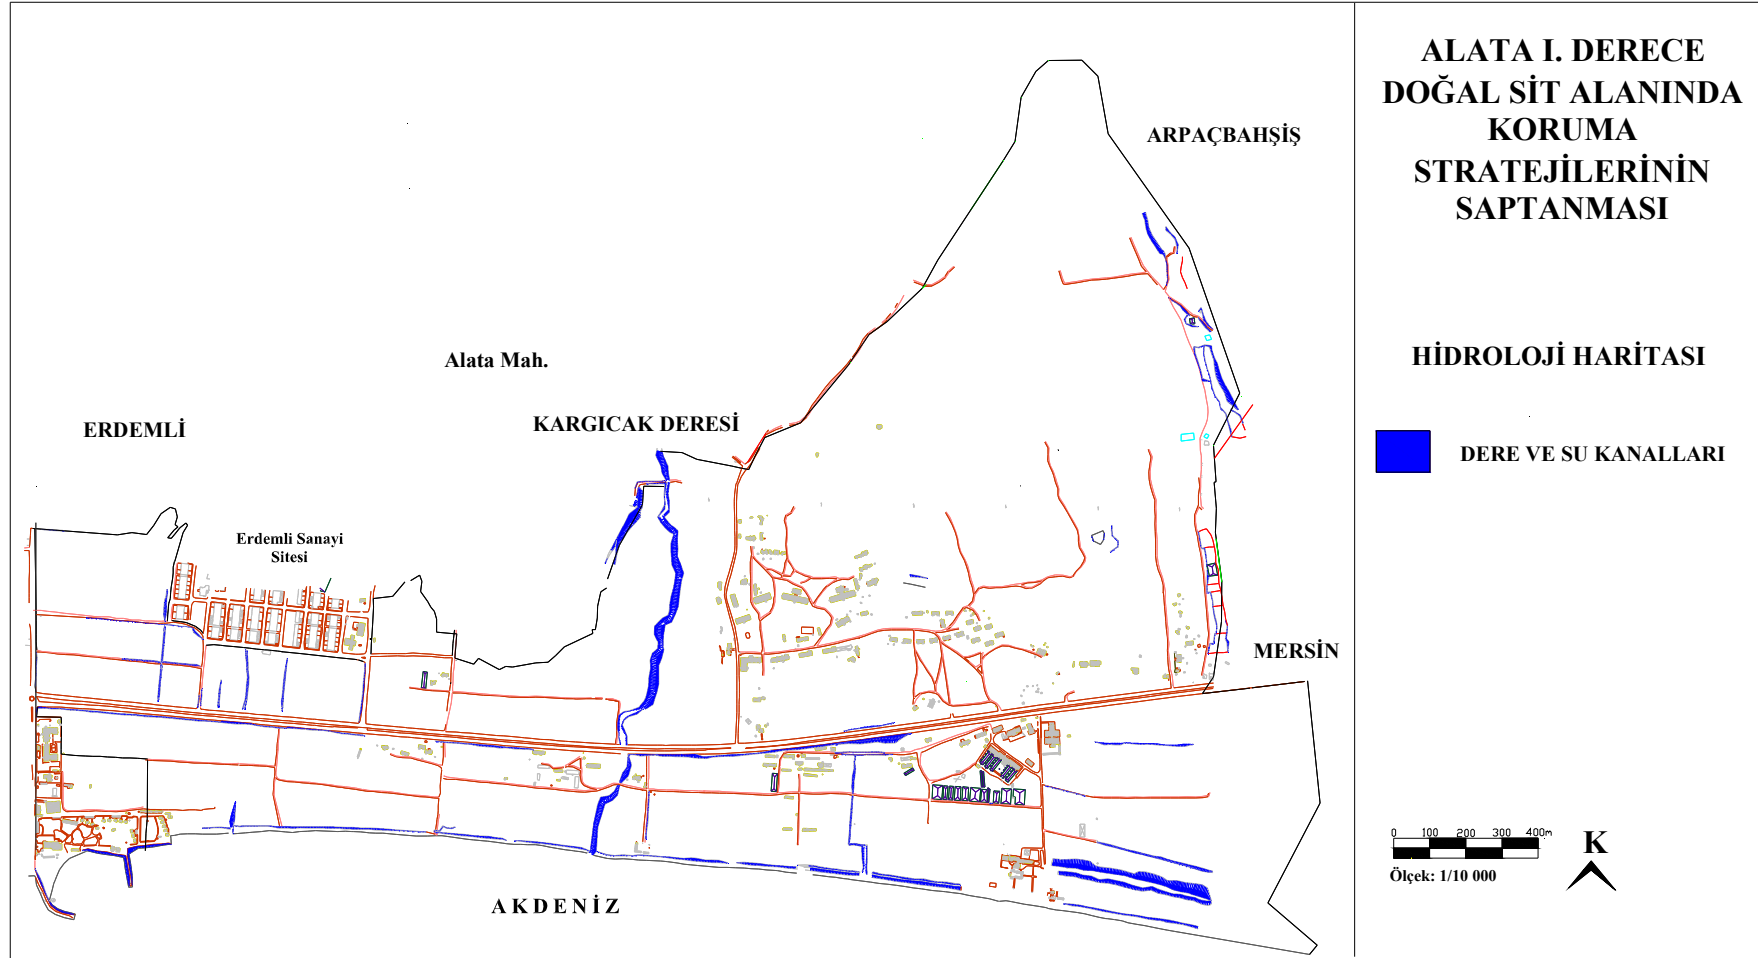 ALATA I. DERECE
DOĞAL SİT ALANINDA
KORUMA
STRATEJİLERİNİN
SAPTANMASI
ARPAÇBAHŞİŞ
HİDROLOJİ HARİTASI
Alata Mah.
KARGICAK DERESİ
ERDEMLİ
DERE VE SU KANALLARI
Erdemli Sanayi
Sitesi
MERSİN
0 100 200 300 400m
K
Ölçek: 1/10 000
AKDENİZ